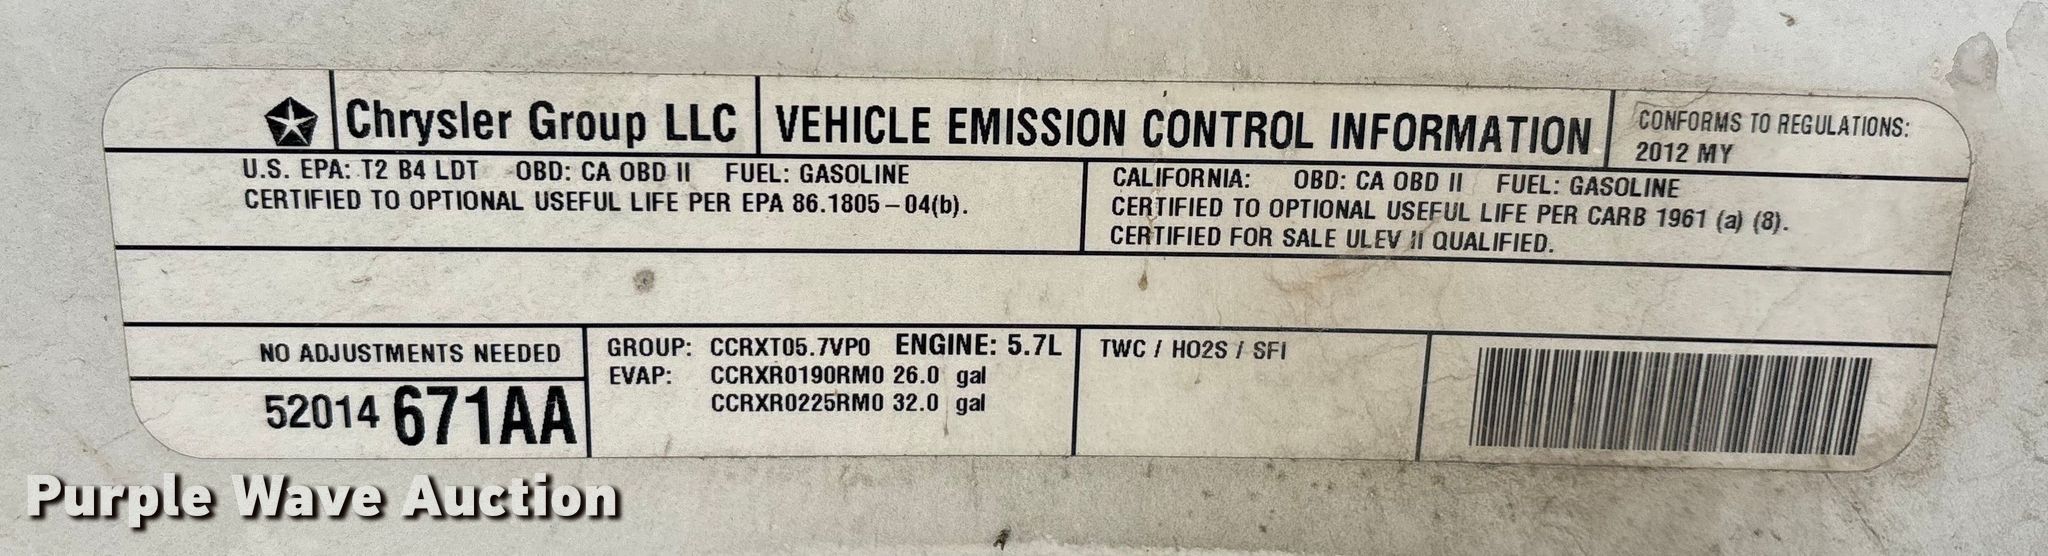 Chrysler Group LLC
VEHICLE EMISSION CONTROL INFORMATION
CONFORMS TO REGULATIONS:
2012 MY
U.S. EPA: T2 B4 LDT OBD: CA OBD II FUEL: GASOLINE
CERTIFIED TO OPTIONAL USEFUL LIFE PER EPA 86.1805-04(b).
CALIFORNIA: OBD: CA OBD II FUEL: GASOLINE
CERTIFIED TO OPTIONAL USEFUL LIFE PER CARB 1961 (a) (8).
CERTIFIED FOR SALE ULEV II QUALIFIED.
NO ADJUSTMENTS NEEDED
52014 671AA
GROUP: CCRXT05.7VP0 ENGINE: 5.7L
EVAP: CCRXR0190RM0 26.0 gal
CCRXR0225RM0 32.0 gal
TWC / HO2S / SFI
Purple Wave Auction